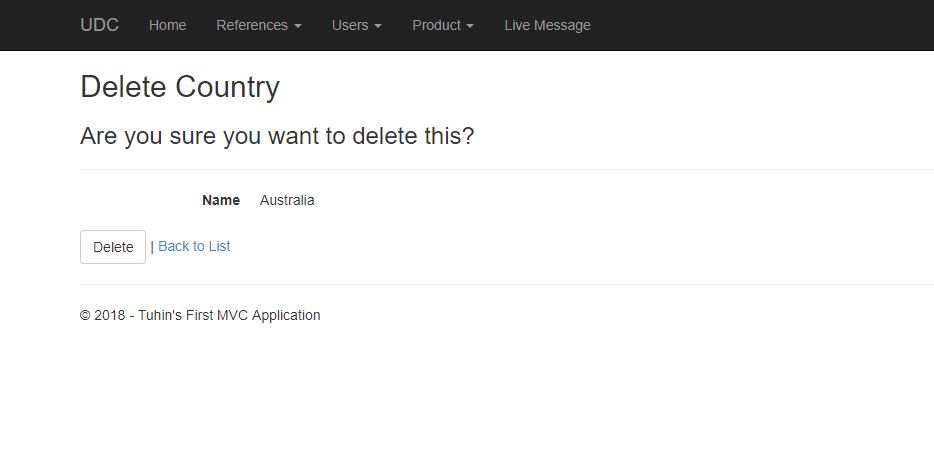 UDC Home References Users Product Live Message
Delete Country
Are you sure you want to delete this?
Name Australia
Delete | Back to List
© 2018 - Tuhin's First MVC Application